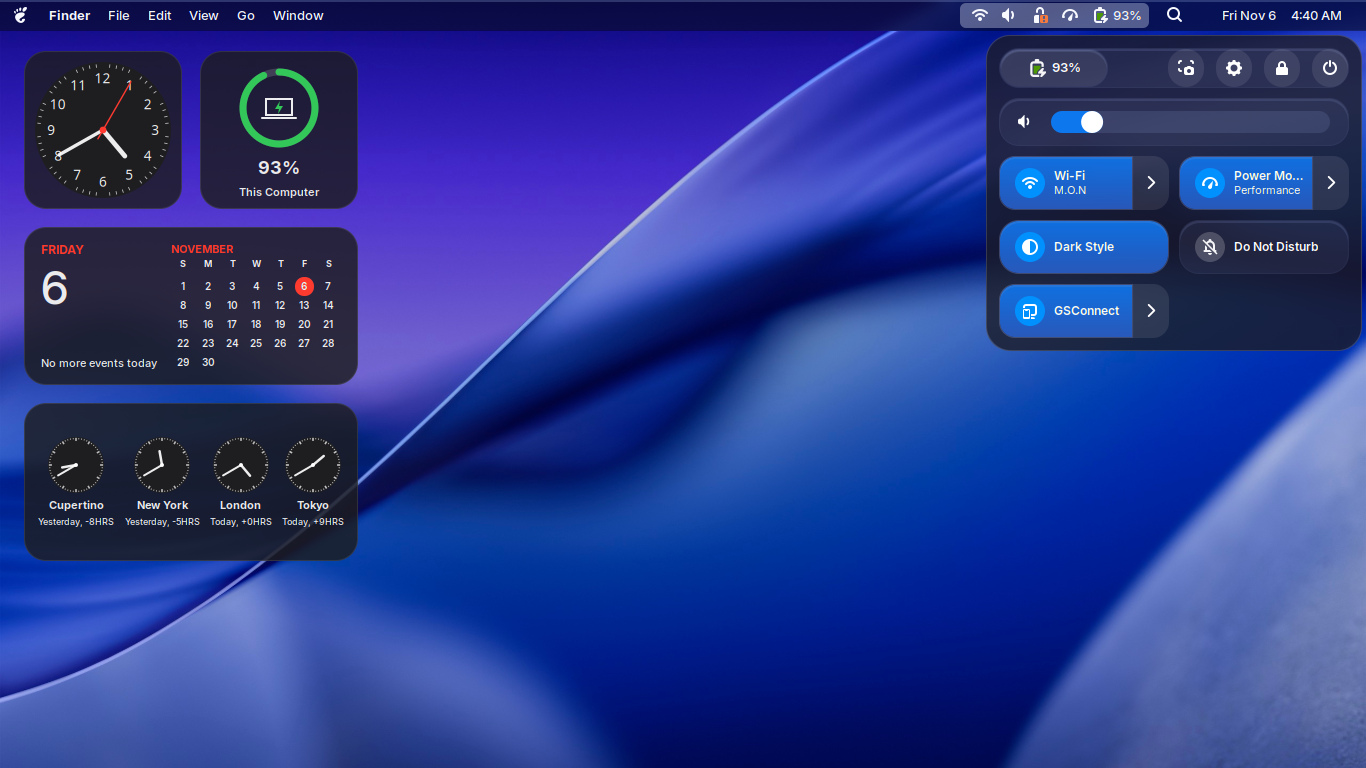 Finder File Edit View Go Window 93% Fri Nov 6 4:40 AM
12
11 1
10 2
9 3
8 4
7 5
6
93%
This Computer
FRIDAY
6
No more events today
NOVEMBER
S M T W T F S
1 2 3 4 5 6 7
8 9 10 11 12 13 14
15 16 17 18 19 20 21
22 23 24 25 26 27 28
29 30
Cupertino New York London Tokyo
Yesterday, -8HRS Yesterday, -5HRS Today, +0HRS Today, +9HRS
93%
Wi-Fi
M.O.N
Power Mo...
Performance
Dark Style
Do Not Disturb
GSConnect